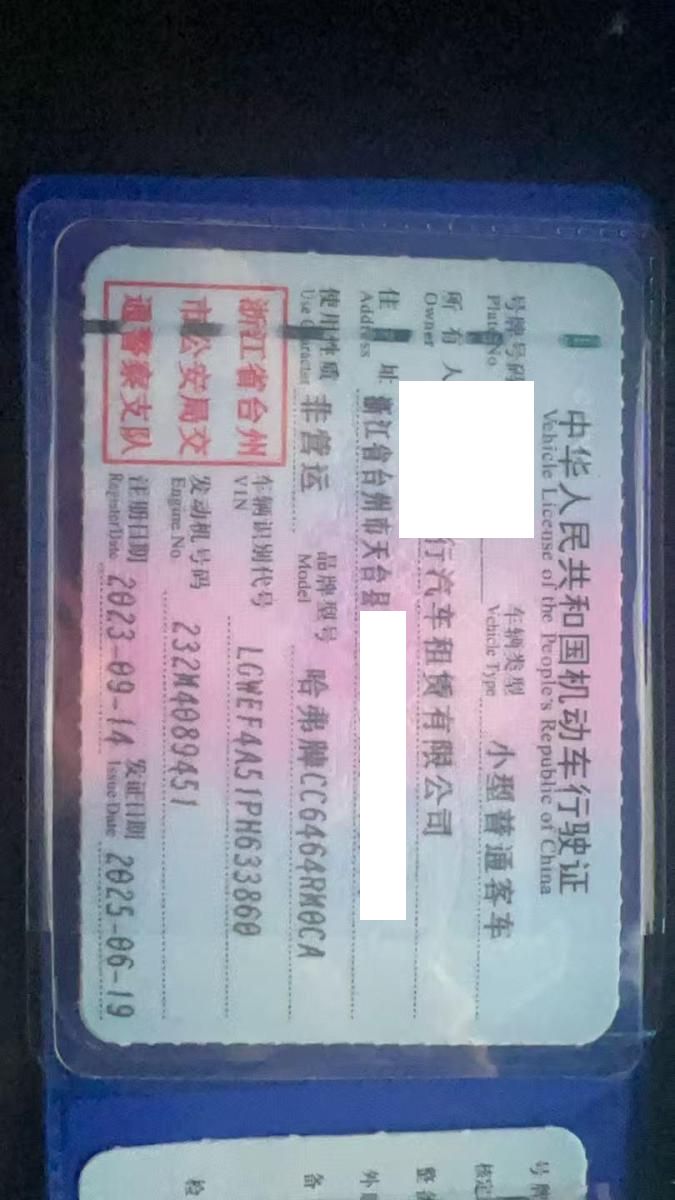 中华人民共和国机动车行驶证
Vehicle License of the People's Republic of China
号牌号码
Plate No.
车辆类型
Vehicle Type
小型普通客车
所有人
Owner
行汽车租赁有限公司
住址
Address
浙江省台州市天台县
使用性质
Use Character
非营运
品牌型号
Model
哈弗牌CC6464RM0CA
浙江省台州
市公安局交
通警察支队
车辆识别代号
VIN
LGWEF4A51PH633860
发动机号码
Engine No.
232M4089451
注册日期
Register Date
2023-09-14
发证日期
Issue Date
2025-06-19
号
核定
整
外
备
检